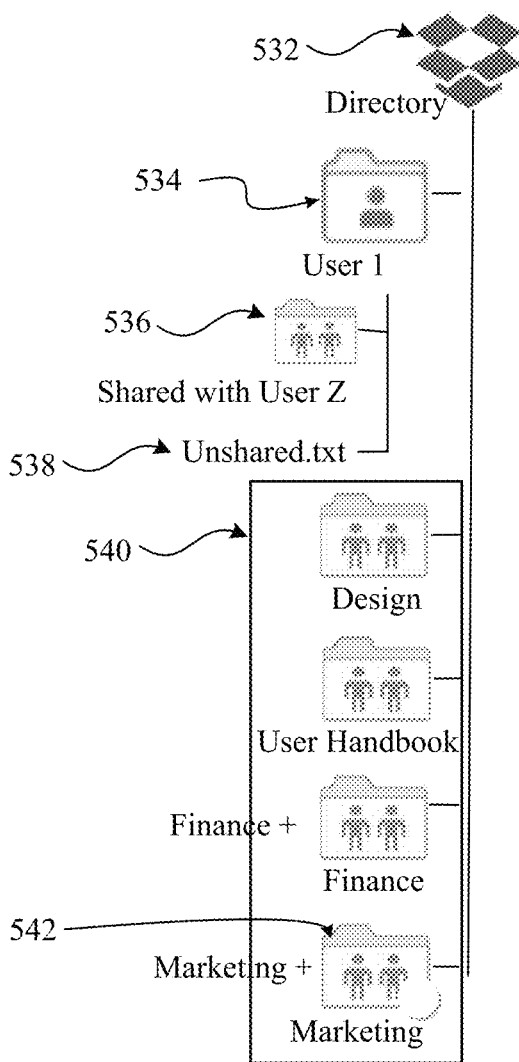 532
Directory
534
User 1
536
Shared with User Z
538
Unshared.txt
540
Design
User Handbook
Finance +
Finance
542
Marketing +
Marketing